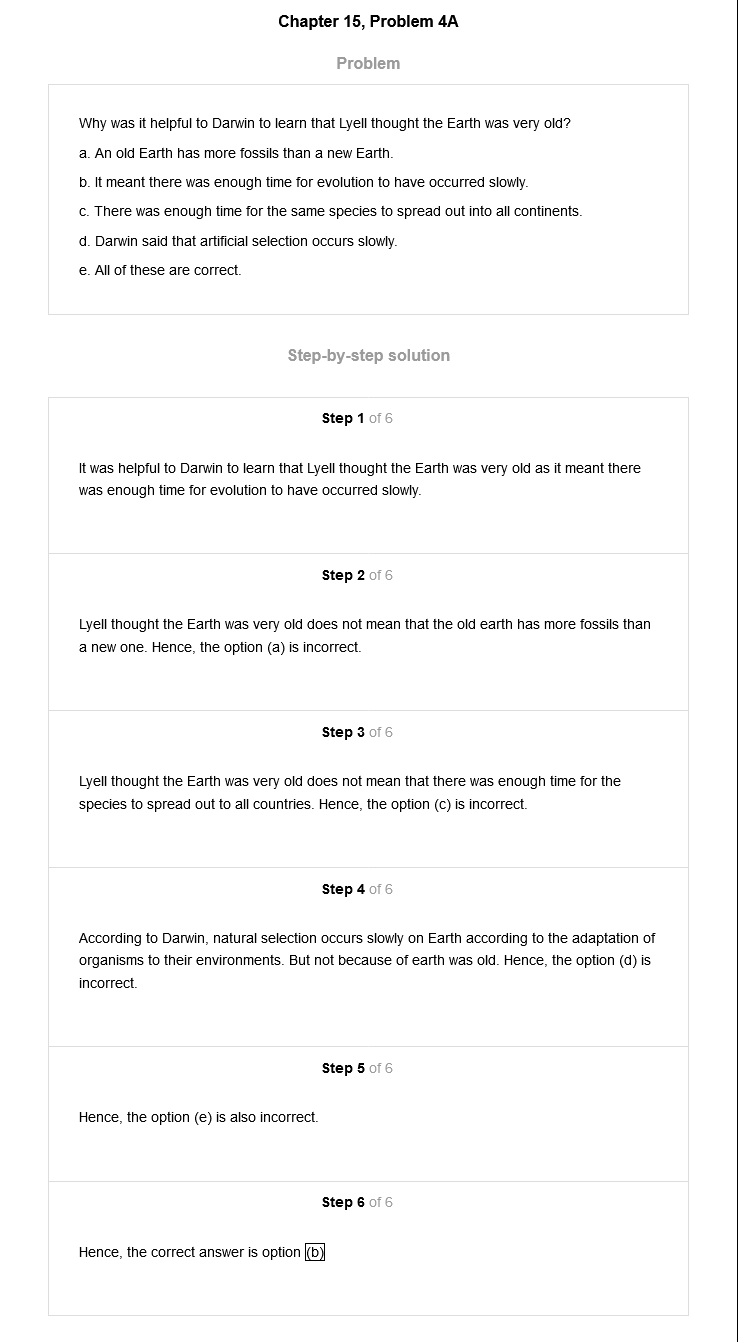 Chapter 15, Problem 4A
Problem
Why was it helpful to Darwin to learn that Lyell thought the Earth was very old?
a. An old Earth has more fossils than a new Earth.
b. It meant there was enough time for evolution to have occurred slowly.
c. There was enough time for the same species to spread out into all continents.
d. Darwin said that artificial selection occurs slowly.
e. All of these are correct.
Step-by-step solution
Step 1 of 6
It was helpful to Darwin to learn that Lyell thought the Earth was very old as it meant there
was enough time for evolution to have occurred slowly.
Step 2 of 6
Lyell thought the Earth was very old does not mean that the old earth has more fossils than
a new one. Hence, the option (a) is incorrect.
Step 3 of 6
Lyell thought the Earth was very old does not mean that there was enough time for the
species to spread out to all countries. Hence, the option (c) is incorrect.
Step 4 of 6
According to Darwin, natural selection occurs slowly on Earth according to the adaptation of
organisms to their environments. But not because of earth was old. Hence, the option (d) is
incorrect.
Step 5 of 6
Hence, the option (e) is also incorrect.
Step 6 of 6
Hence, the correct answer is option (b)